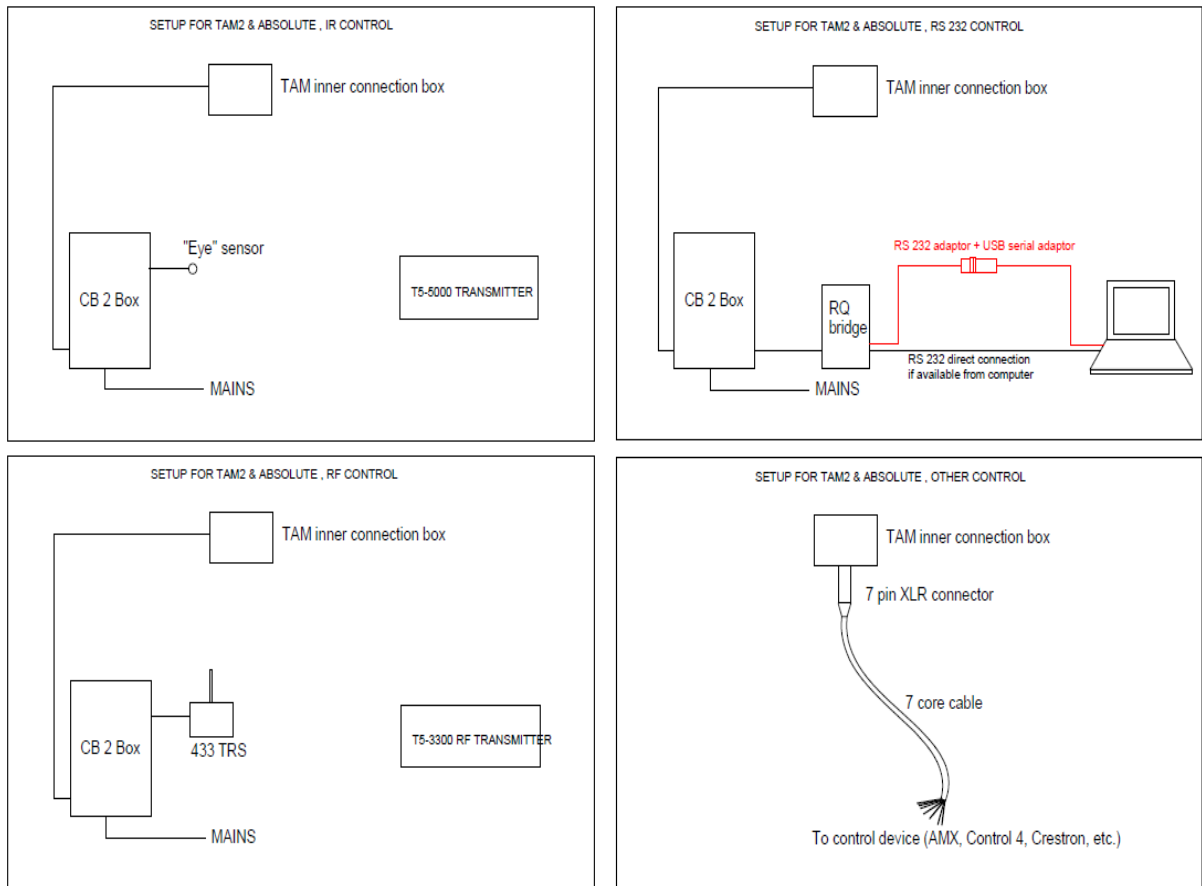 SETUP FOR TAM2 & ABSOLUTE , IR CONTROL
TAM inner connection box
"Eye" sensor
CB 2 Box
T5-5000 TRANSMITTER
MAINS
SETUP FOR TAM2 & ABSOLUTE , RS 232 CONTROL
TAM inner connection box
RS 232 adaptor + USB serial adaptor
CB 2 Box
RQ
bridge
RS 232 direct connection
if available from computer
MAINS
SETUP FOR TAM2 & ABSOLUTE , RF CONTROL
TAM inner connection box
CB 2 Box
433 TRS
T5-3300 RF TRANSMITTER
MAINS
SETUP FOR TAM2 & ABSOLUTE , OTHER CONTROL
TAM inner connection box
7 pin XLR connector
7 core cable
To control device (AMX, Control 4, Crestron, etc.)